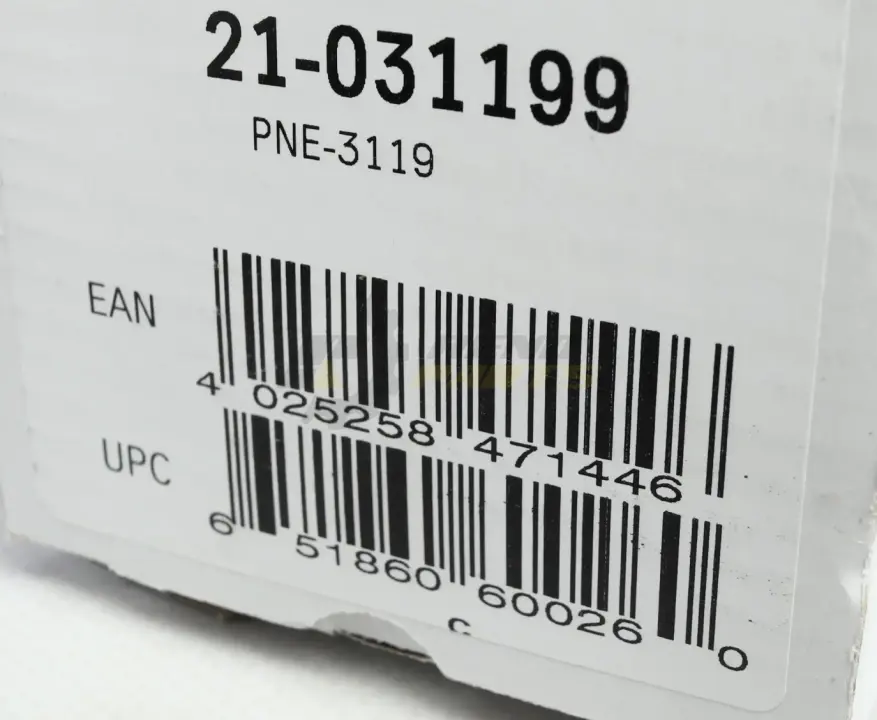 21-031199
PNE-3119
EAN
4 025258 471446
UPC
6 51860 60026 0
C